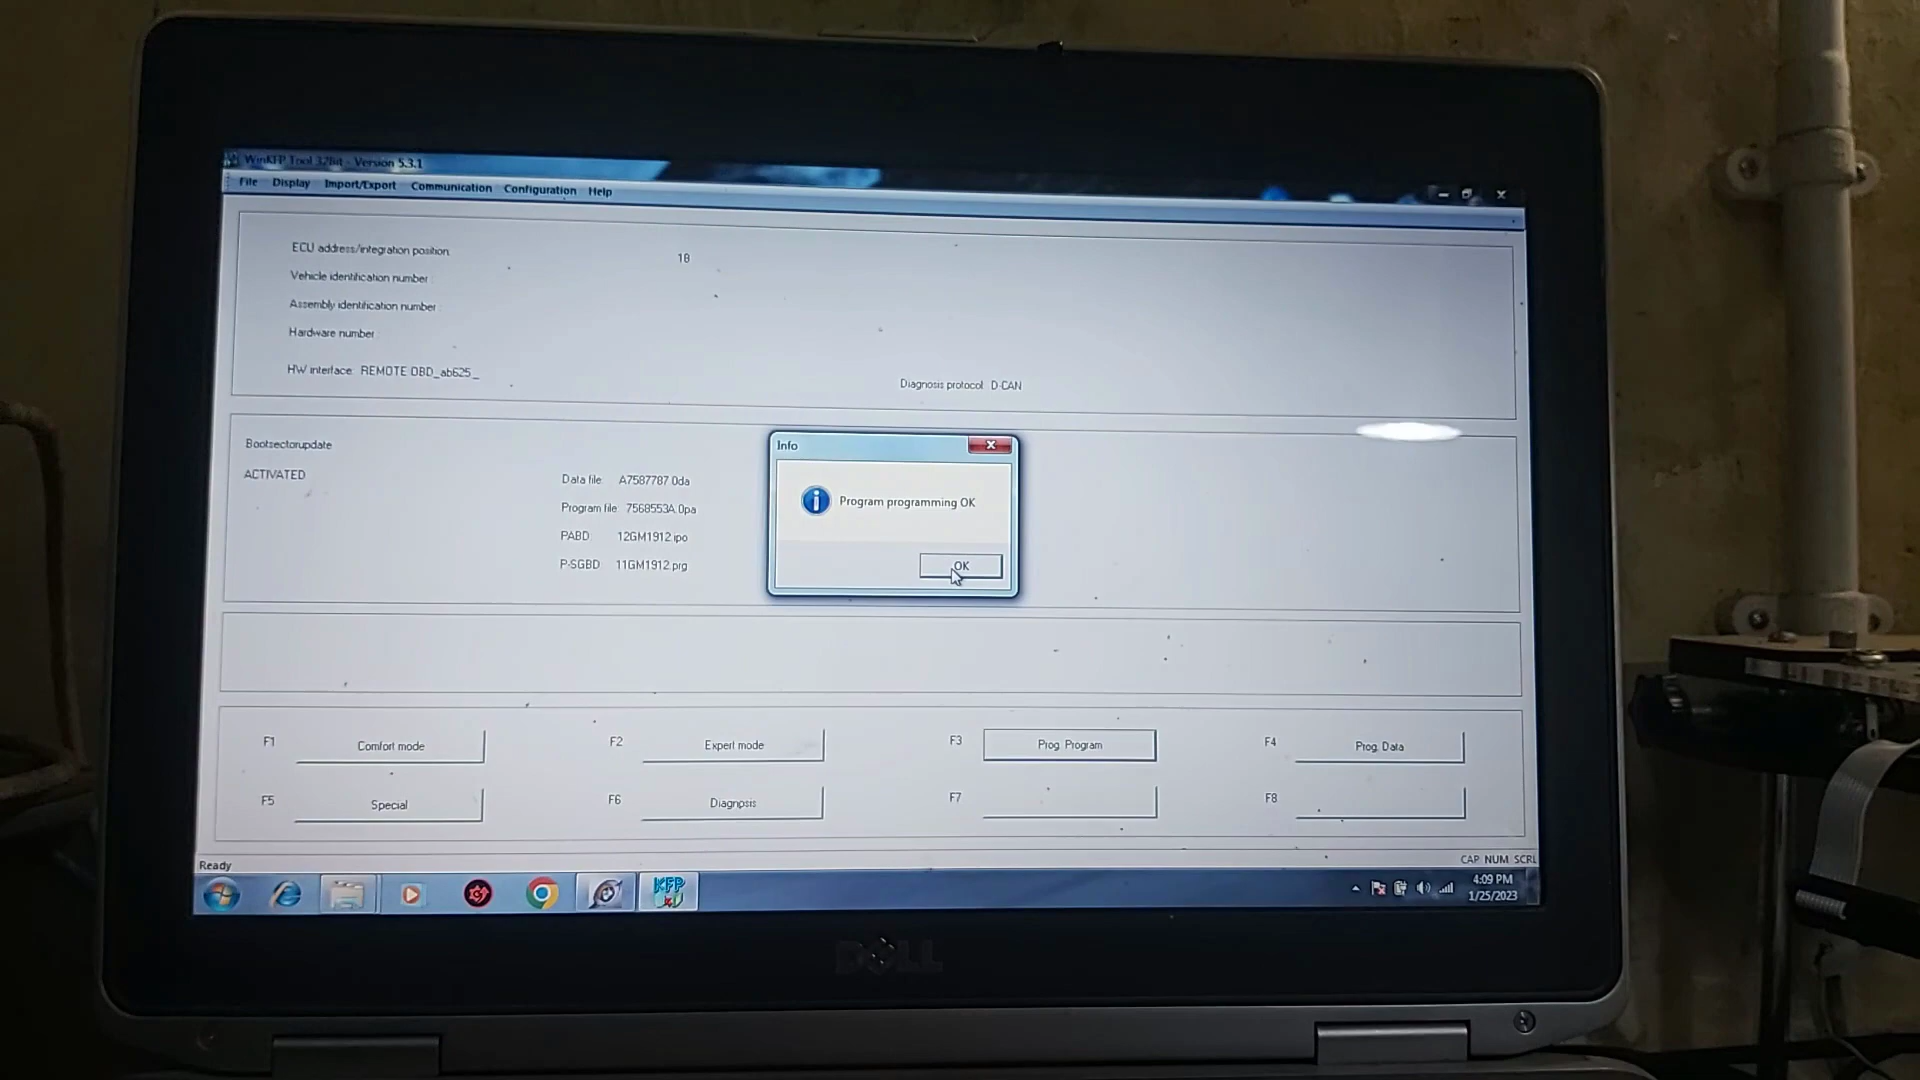 WinKFP Tool 32bit - Version 5.3.1
File Display Import/Export Communication Configuration Help
ECU address/integration position 18
Vehicle identification number :
Assembly identification number :
Hardware number :
HW interface: REMOTE OBD_ab625_
Diagnosis protocol: D-CAN
Bootsectorupdate
ACTIVATED
Data file: A7587787.0da
Program file: 7568553A.0pa
PABD: 12GM1912.ipo
P-SGBD: 11GM1912.prg
Info
Program programming OK
OK
F1 Comfort mode F2 Expert mode F3 Prog. Program F4 Prog. Data
F5 Special F6 Diagnosis F7 F8
Ready
CAP NUM SCRL
KFP
4:09 PM
1/25/2023
DELL